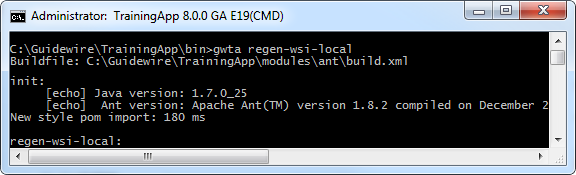 Administrator: TrainingApp 8.0.0 GA E19(CMD)
C:\Guidewire\TrainingApp\bin>gwta regen-wsi-local
Buildfile: C:\Guidewire\TrainingApp\modules\ant\build.xml
init:
[echo] Java version: 1.7.0_25
[echo]  Ant version: Apache Ant(TM) version 1.8.2 compiled on December 2
New style pom import: 180 ms
regen-wsi-local: